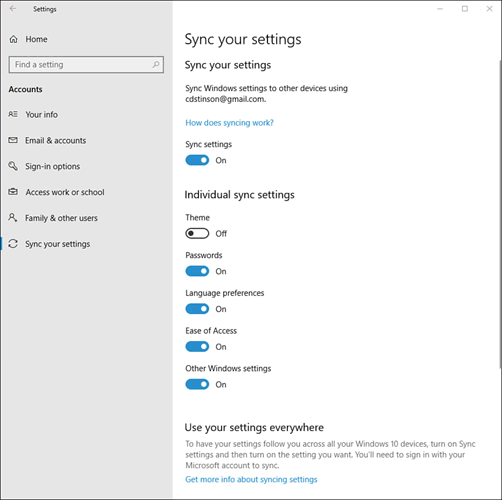 Settings
Home
Find a setting
Accounts
Your info
Email & accounts
Sign-in options
Access work or school
Family & other users
Sync your settings
Sync your settings
Sync your settings
Sync Windows settings to other devices using
cdstinson@gmail.com.
How does syncing work?
Sync settings
On
Individual sync settings
Theme
Off
Passwords
On
Language preferences
On
Ease of Access
On
Other Windows settings
On
Use your settings everywhere
To have your settings follow you across all your Windows 10 devices, turn on Sync
settings and then turn on the setting you want. You'll need to sign in with your
Microsoft account to sync.
Get more info about syncing settings